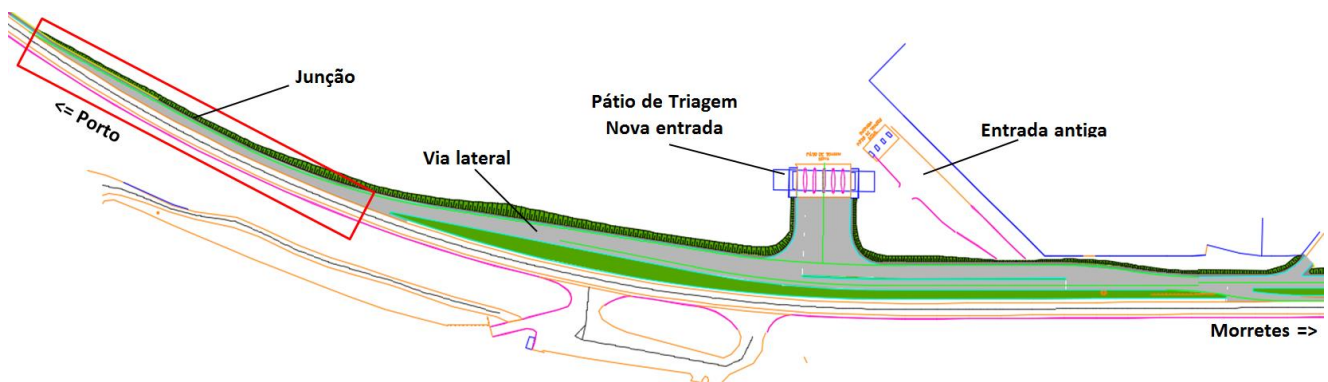 Junção
<= Porto
Via lateral
Pátio de Triagem
Nova entrada
Entrada antiga
Morretes =>